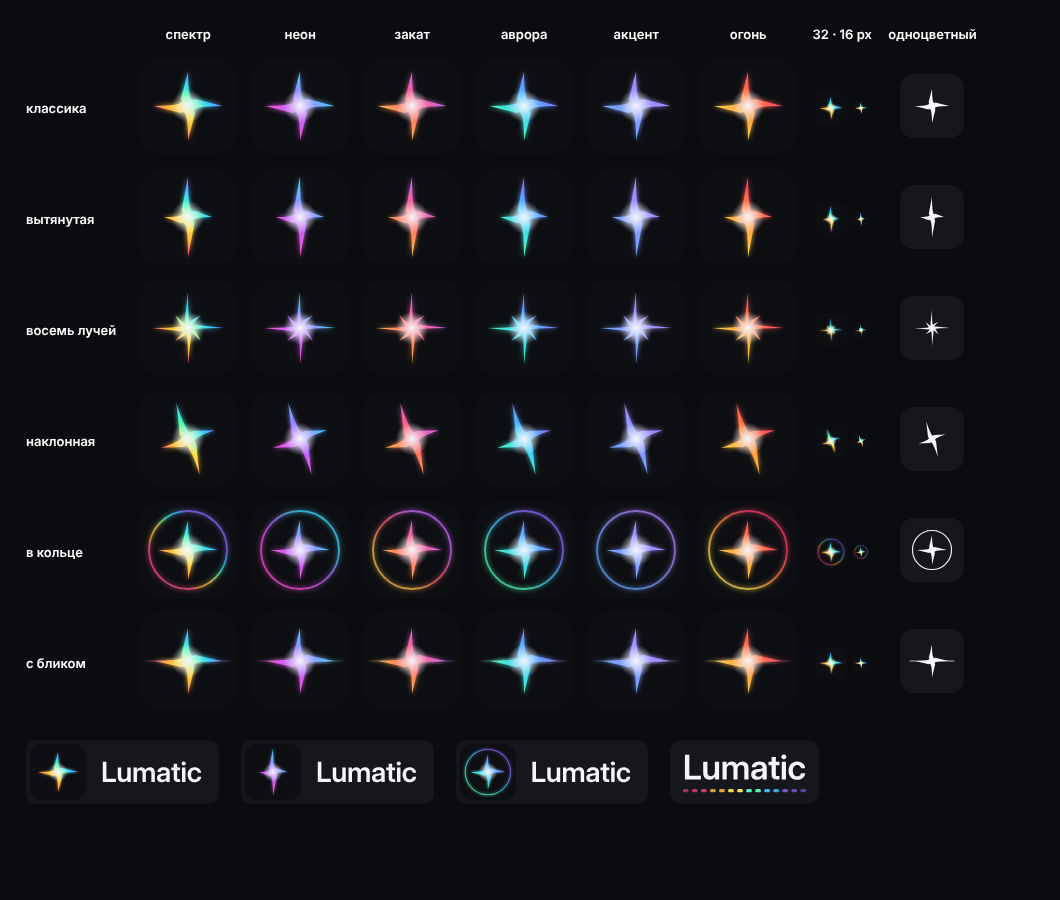 спектр неон закат аврора акцент огонь 32 · 16 px одноцветный
классика
вытянутая
восемь лучей
наклонная
в кольце
с бликом
Lumatic Lumatic Lumatic Lumatic